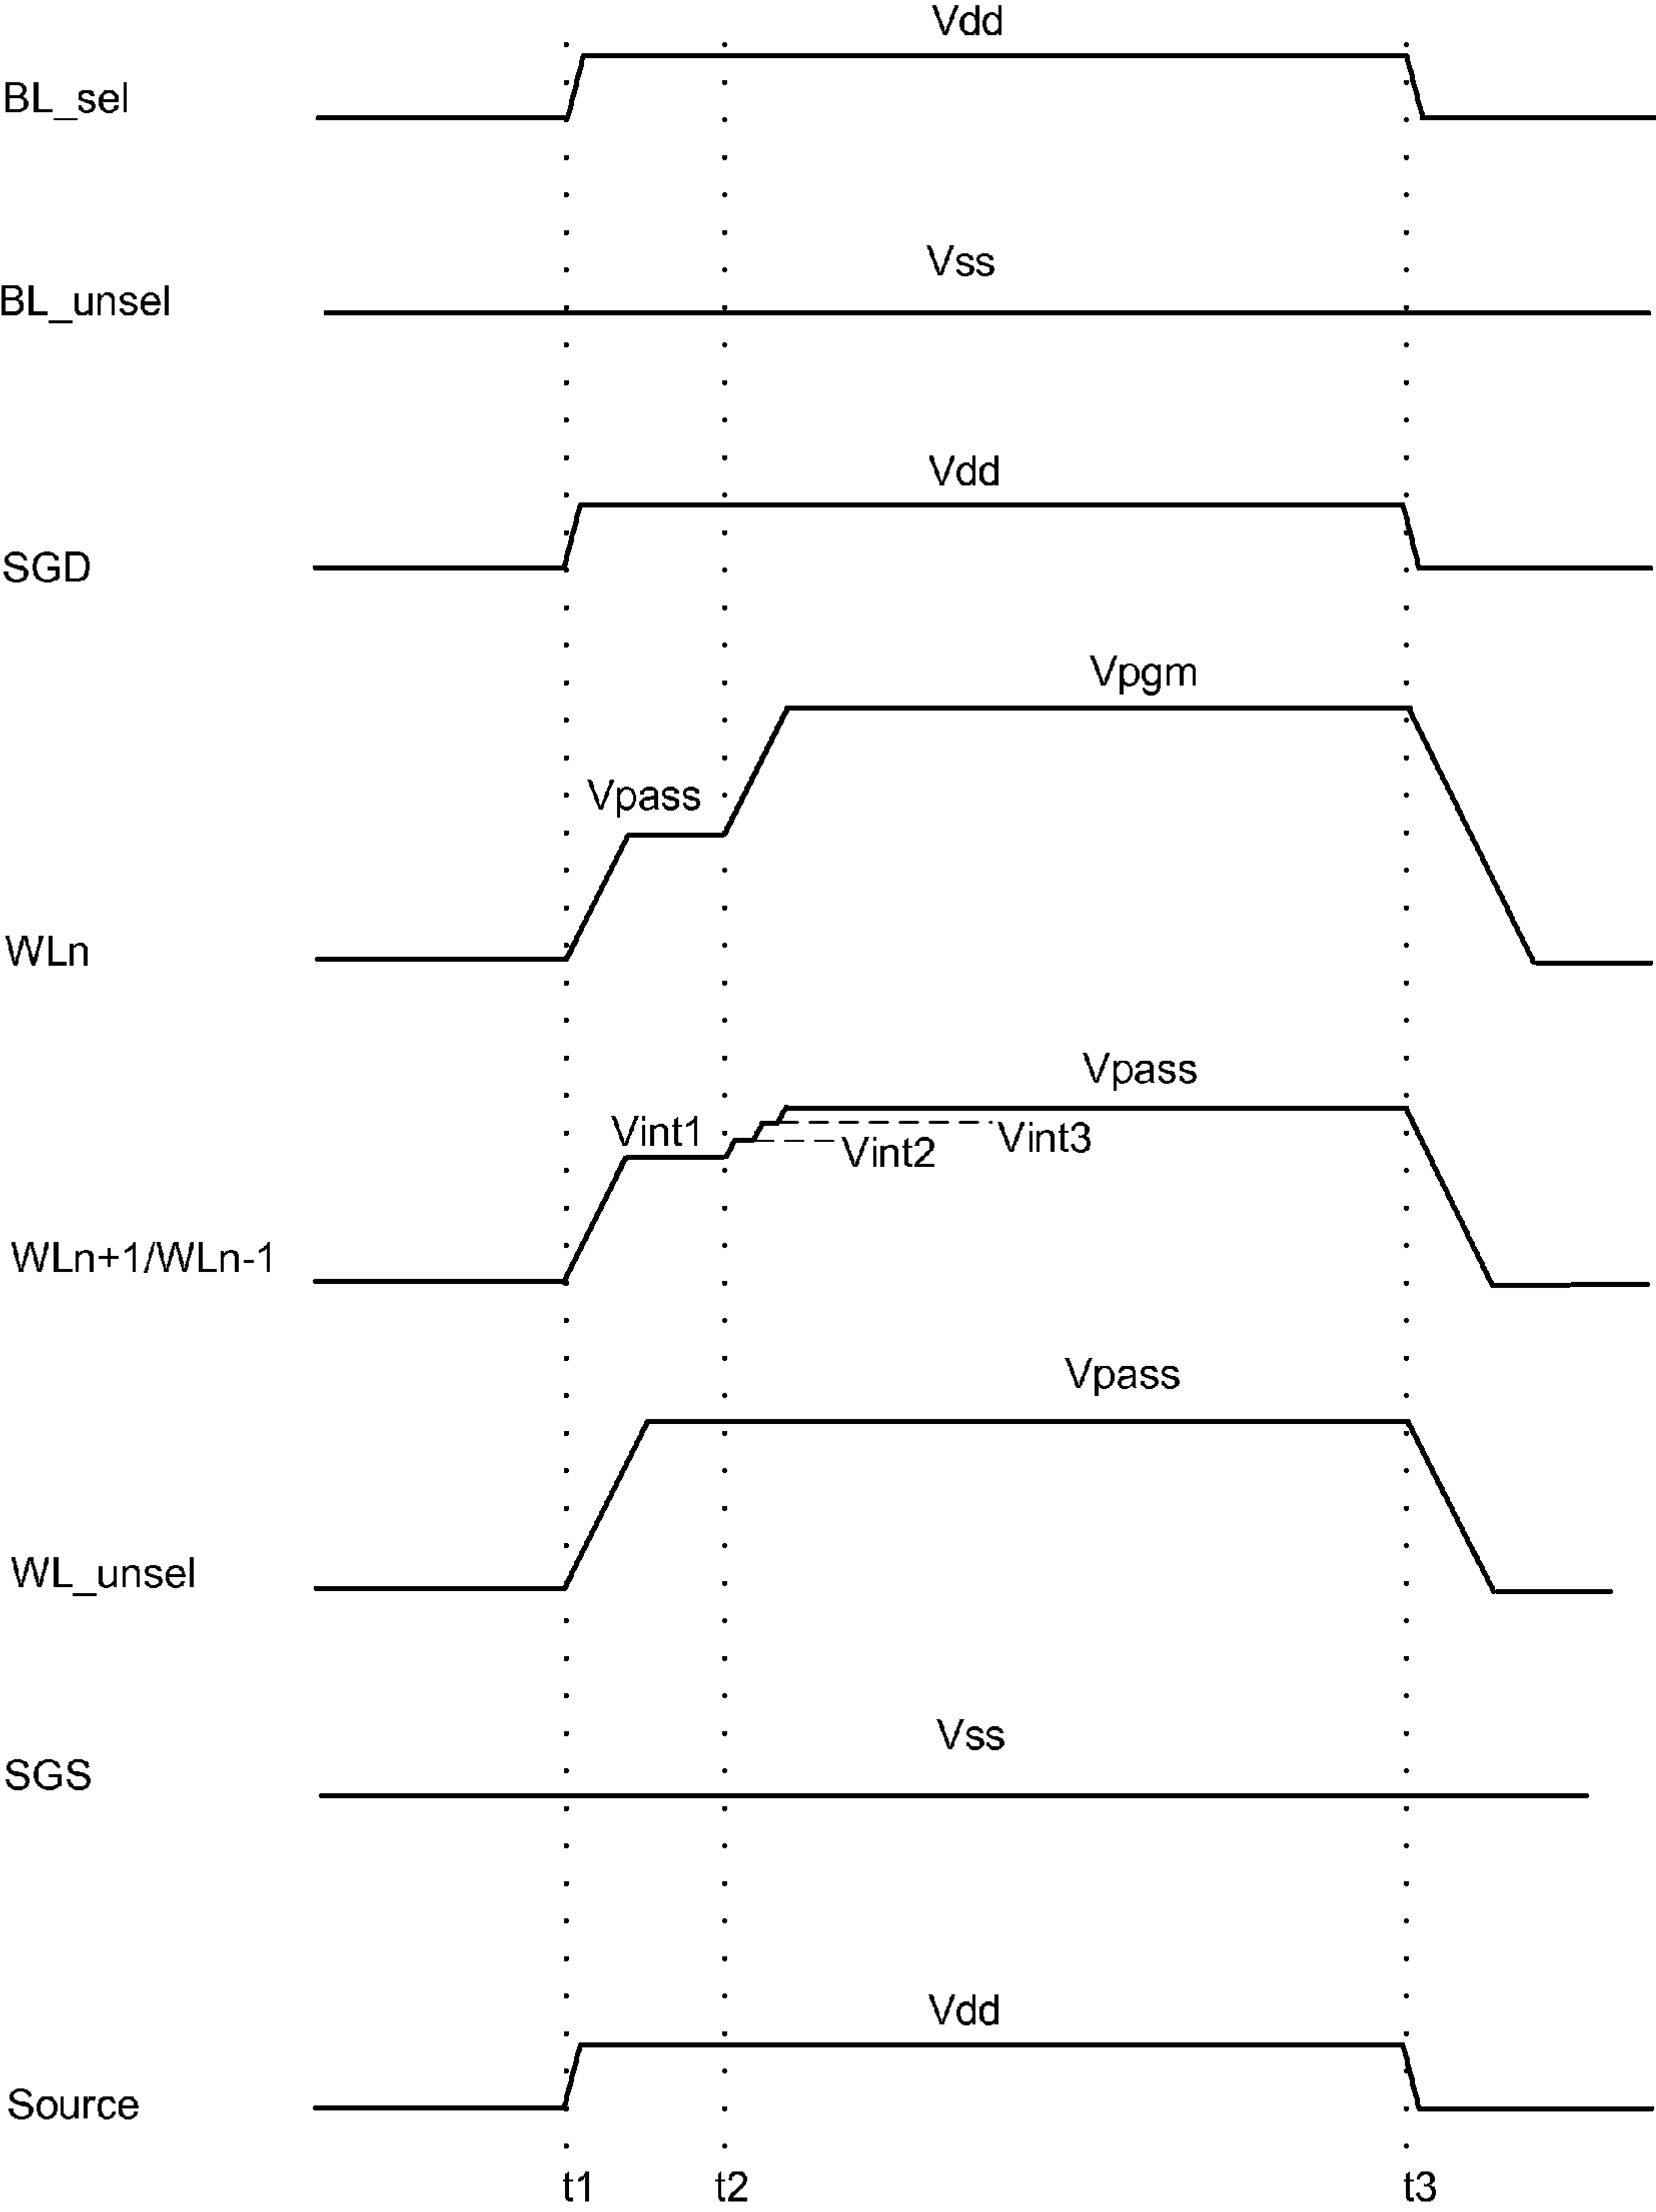 Vdd
BL_sel
Vss
BL_unsel
Vdd
SGD
Vpgm
Vpass
WLn
Vpass
Vint1
Vint2
Vint3
WLn+1/WLn-1
Vpass
WL_unsel
Vss
SGS
Vdd
Source
t1 t2 t3